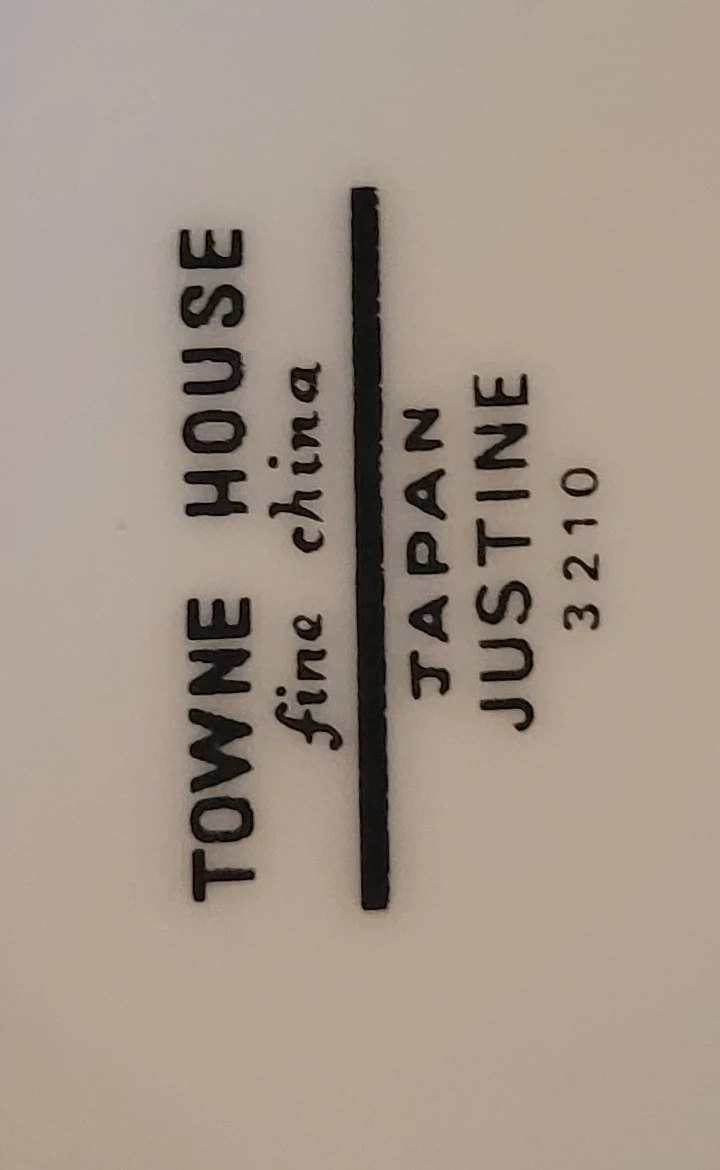 TOWNE HOUSE
fine china
JAPAN
JUSTINE
3210